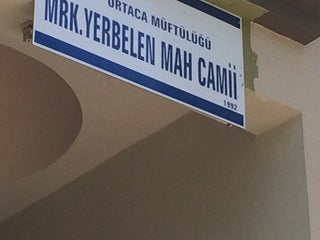 ORTACA MÜFTÜLÜĞÜ
MRK.YERBELEN MAH CAMİİ
1992